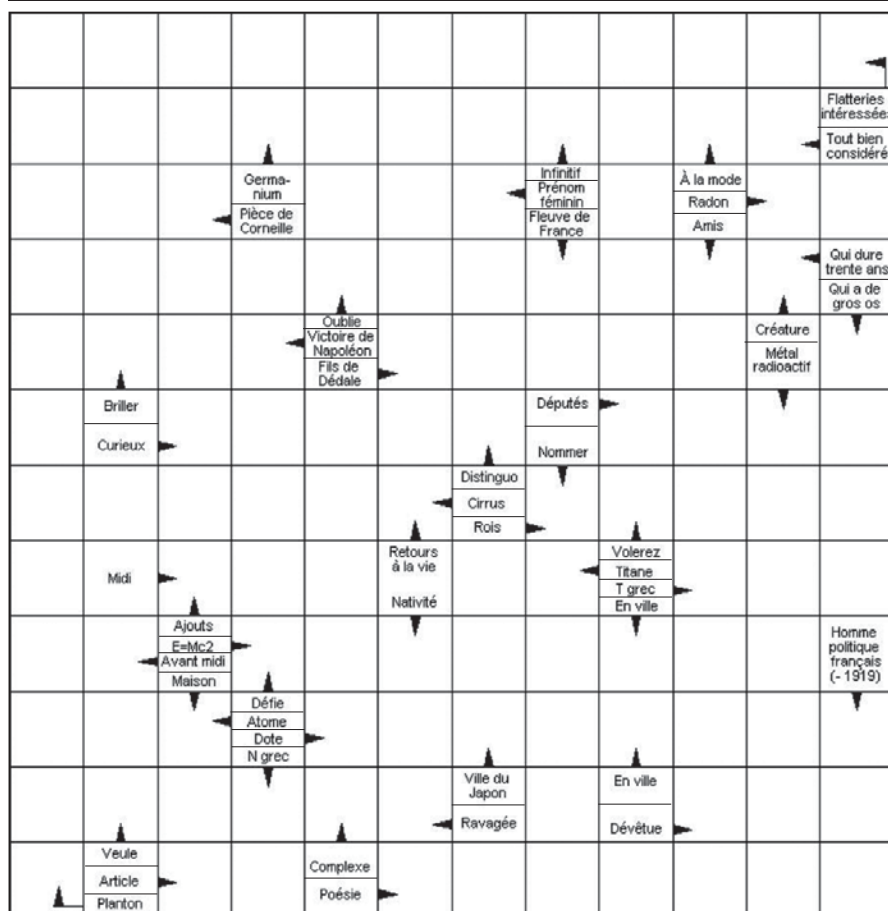 Flatteries
intéressées
Tout bien
considéré
Germa-
nium
Pièce de
Corneille
Infinitif
Prénom
féminin
Fleuve de
France
À la mode
Radon
Amis
Qui dure
trente ans
Qui a de
gros os
Oublie
Victoire de
Napoléon
Fils de
Dédale
Créature
Métal
radioactif
Briller
Curieux
Députés
Nommer
Distinguo
Cirrus
Rois
Midi
Retours
à la vie
Nativité
Volerez
Titane
T grec
En ville
Ajouts
E=Mc2
Avant midi
Maison
Homme
politique
français
(- 1919)
Défie
Atome
Dote
N grec
Ville du
Japon
Ravagée
En ville
Dévêtue
Veule
Article
Planton
Complexe
Poésie